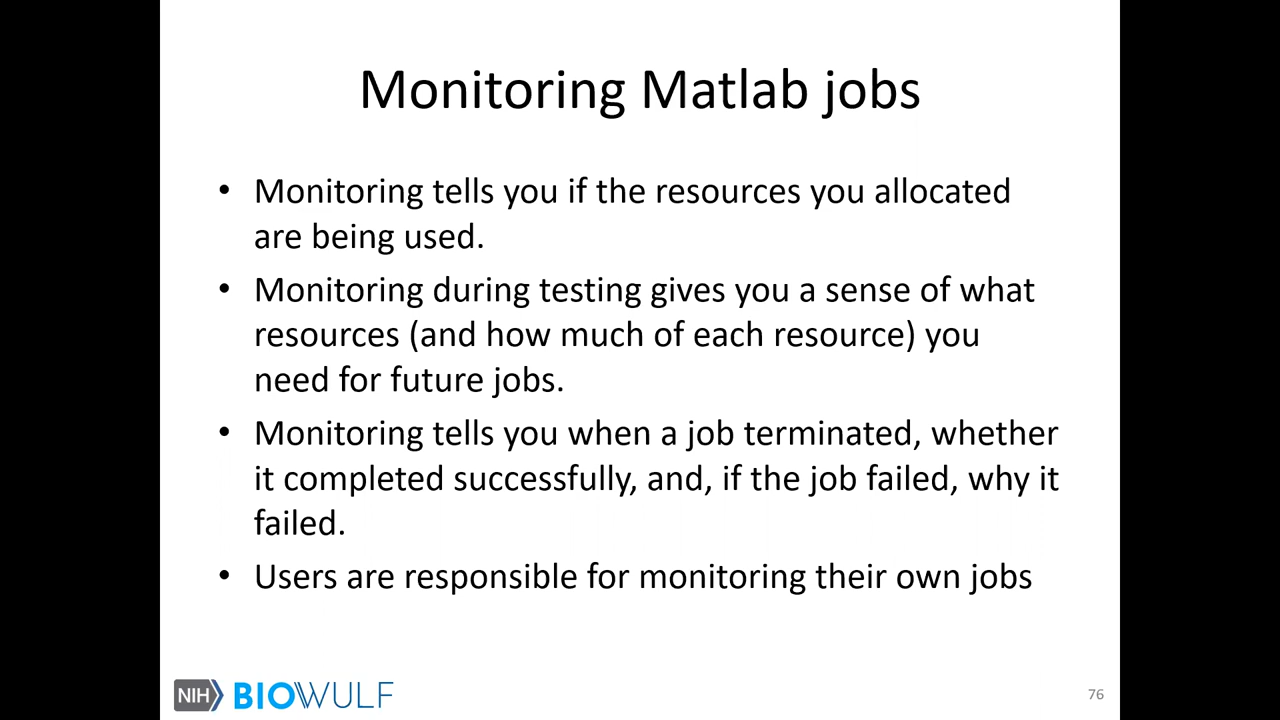 Monitoring Matlab jobs
• Monitoring tells you if the resources you allocated
are being used.
• Monitoring during testing gives you a sense of what
resources (and how much of each resource) you
need for future jobs.
• Monitoring tells you when a job terminated, whether
it completed successfully, and, if the job failed, why it
failed.
• Users are responsible for monitoring their own jobs
NIH BIOWULF
76